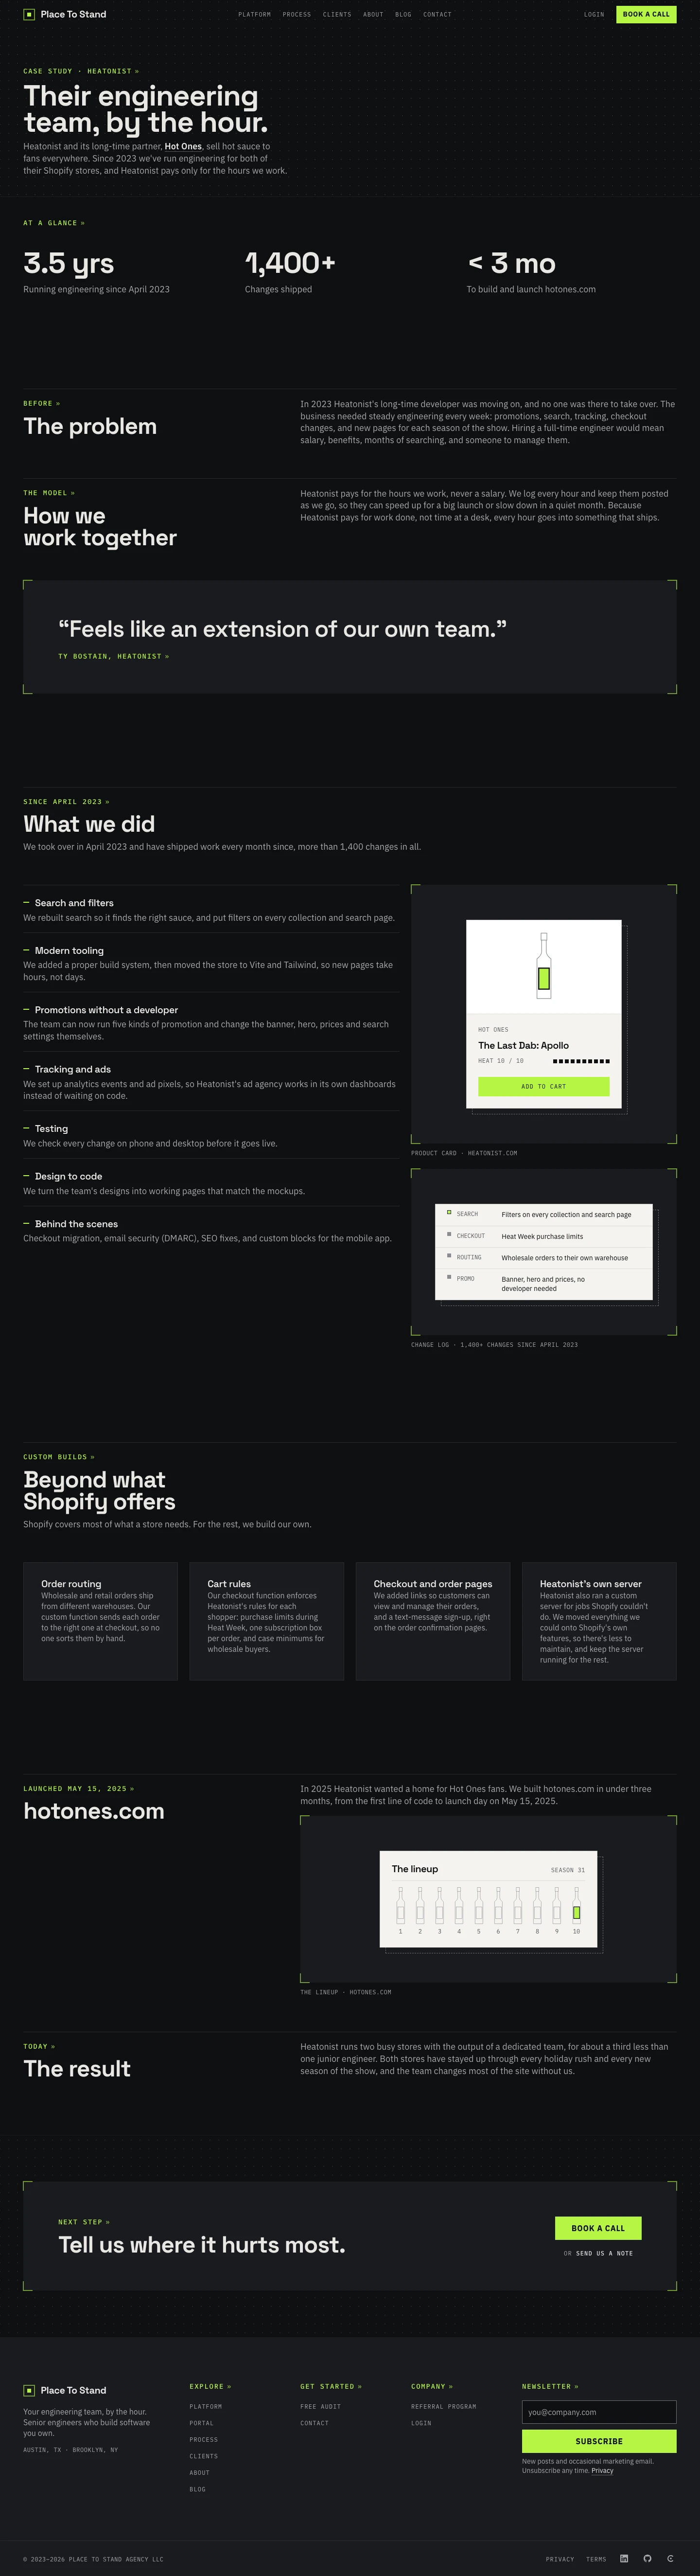 Place To Stand
PLATFORM PROCESS CLIENTS ABOUT BLOG CONTACT
LOGIN
BOOK A CALL
CASE STUDY · HEATONIST »
Their engineering
team, by the hour.
Heatonist and its long-time partner, Hot Ones, sell hot sauce to
fans everywhere. Since 2023 we've run engineering for both of
their Shopify stores, and Heatonist pays only for the hours we work.
AT A GLANCE »
3.5 yrs
Running engineering since April 2023
1,400+
Changes shipped
< 3 mo
To build and launch hotones.com
BEFORE »
The problem
In 2023 Heatonist's long-time developer was moving on, and no one was there to take over. The
business needed steady engineering every week: promotions, search, tracking, checkout
changes, and new pages for each season of the show. Hiring a full-time engineer would mean
salary, benefits, months of searching, and someone to manage them.
THE MODEL »
How we
work together
Heatonist pays for the hours we work, never a salary. We log every hour and keep them posted
as we go, so they can speed up for a big launch or slow down in a quiet month. Because
Heatonist pays for work done, not time at a desk, every hour goes into something that ships.
“Feels like an extension of our own team.”
TY BOSTAIN, HEATONIST »
SINCE APRIL 2023 »
What we did
We took over in April 2023 and have shipped work every month since, more than 1,400 changes in all.
Search and filters
We rebuilt search so it finds the right sauce, and put filters on every collection and search page.
Modern tooling
We added a proper build system, then moved the store to Vite and Tailwind, so new pages take
hours, not days.
Promotions without a developer
The team can now run five kinds of promotion and change the banner, hero, prices and search
settings themselves.
Tracking and ads
We set up analytics events and ad pixels, so Heatonist's ad agency works in its own dashboards
instead of waiting on code.
Testing
We check every change on phone and desktop before it goes live.
Design to code
We turn the team's designs into working pages that match the mockups.
Behind the scenes
Checkout migration, email security (DMARC), SEO fixes, and custom blocks for the mobile app.
HOT ONES
The Last Dab: Apollo
HEAT 10 / 10
ADD TO CART
PRODUCT CARD · HEATONIST.COM
SEARCH Filters on every collection and search page
CHECKOUT Heat Week purchase limits
ROUTING Wholesale orders to their own warehouse
PROMO Banner, hero and prices, no
developer needed
CHANGE LOG · 1,400+ CHANGES SINCE APRIL 2023
CUSTOM BUILDS »
Beyond what
Shopify offers
Shopify covers most of what a store needs. For the rest, we build our own.
Order routing
Wholesale and retail orders ship
from different warehouses. Our
custom function sends each order
to the right one at checkout, so no
one sorts them by hand.
Cart rules
Our checkout function enforces
Heatonist's rules for each
shopper: purchase limits during
Heat Week, one subscription box
per order, and case minimums for
wholesale buyers.
Checkout and order pages
We added links so customers can
view and manage their orders,
and a text-message sign-up, right
on the order confirmation pages.
Heatonist's own server
Heatonist also ran a custom
server for jobs Shopify couldn't
do. We moved everything we
could onto Shopify's own
features, so there's less to
maintain, and keep the server
running for the rest.
LAUNCHED MAY 15, 2025 »
hotones.com
In 2025 Heatonist wanted a home for Hot Ones fans. We built hotones.com in under three
months, from the first line of code to launch day on May 15, 2025.
The lineup
SEASON 31
1 2 3 4 5 6 7 8 9 10
THE LINEUP · HOTONES.COM
TODAY »
The result
Heatonist runs two busy stores with the output of a dedicated team, for about a third less than
one junior engineer. Both stores have stayed up through every holiday rush and every new
season of the show, and the team changes most of the site without us.
NEXT STEP »
Tell us where it hurts most.
BOOK A CALL
OR SEND US A NOTE
Place To Stand
Your engineering team, by the hour.
Senior engineers who build software
you own.
AUSTIN, TX · BROOKLYN, NY
EXPLORE »
PLATFORM
PORTAL
PROCESS
CLIENTS
ABOUT
BLOG
GET STARTED »
FREE AUDIT
CONTACT
COMPANY »
REFERRAL PROGRAM
LOGIN
NEWSLETTER »
you@company.com
SUBSCRIBE
New posts and occasional marketing email.
Unsubscribe any time. Privacy
© 2023–2026 PLACE TO STAND AGENCY LLC
PRIVACY TERMS